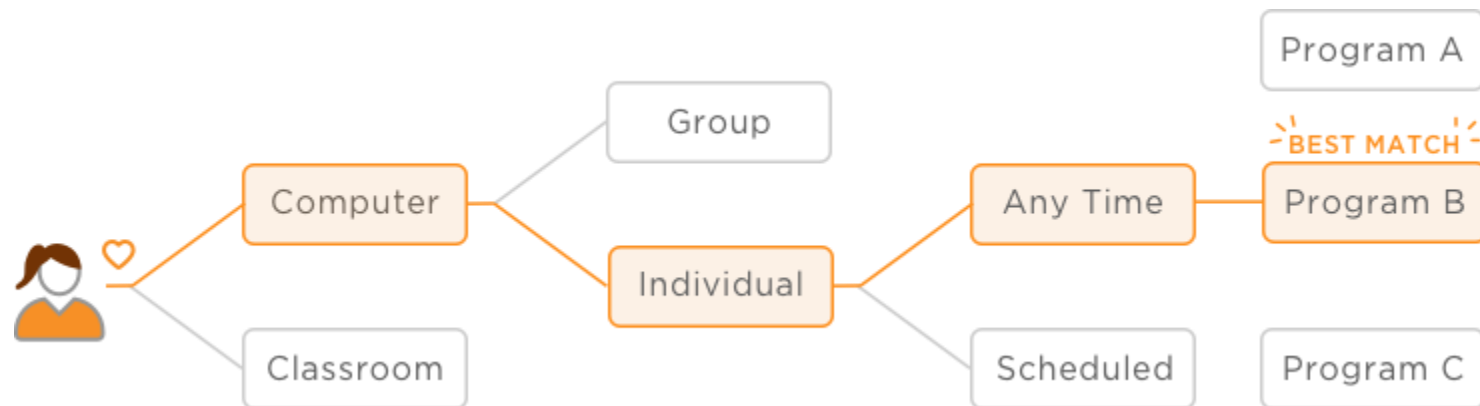 Program A
Group
BEST MATCH
Computer
Any Time
Program B
Individual
Classroom
Scheduled
Program C